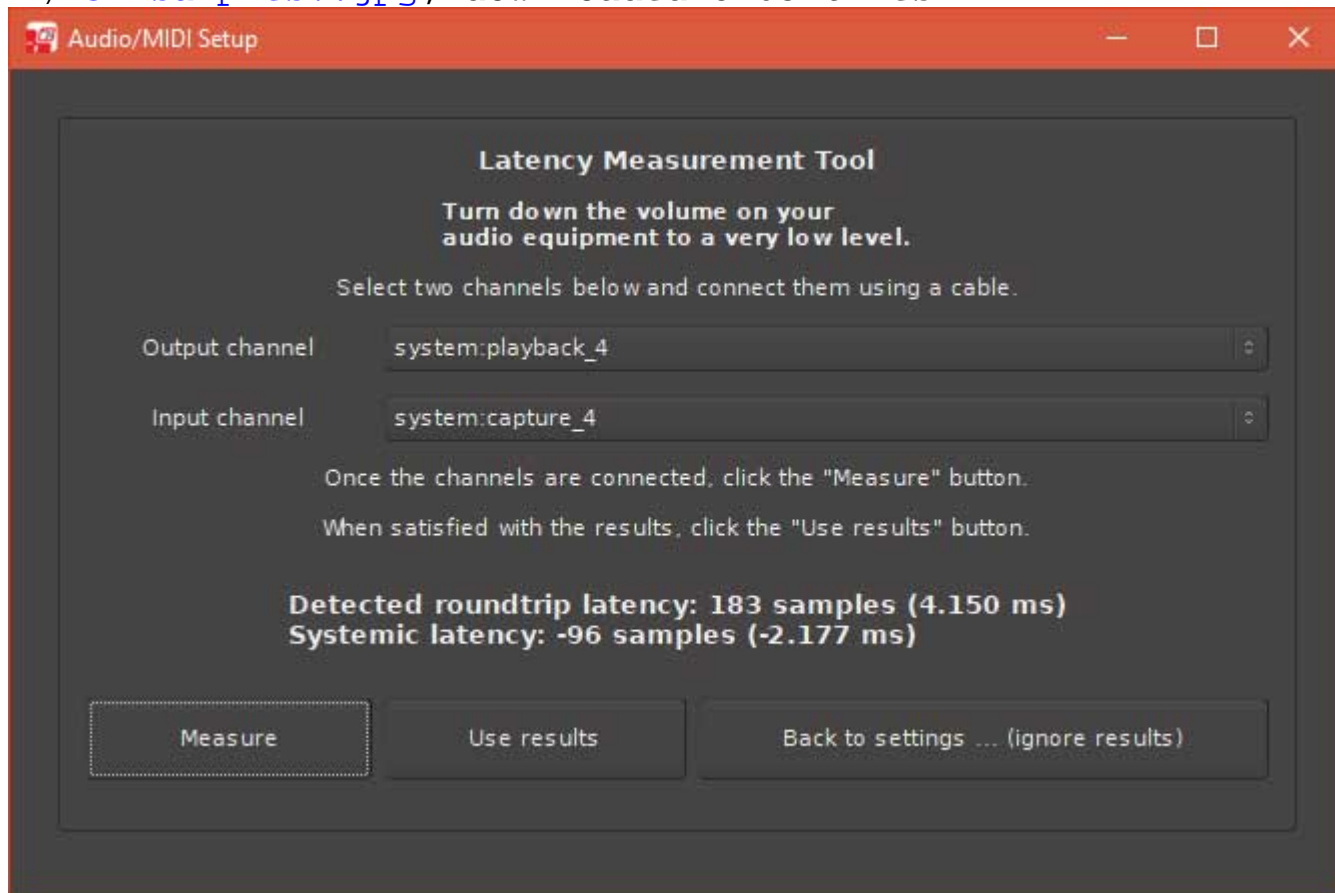 Audio/MIDI Setup
Latency Measurement Tool
Turn down the volume on your
audio equipment to a very low level.
Select two channels below and connect them using a cable.
Output channel system:playback_4
Input channel system:capture_4
Once the channels are connected, click the "Measure" button.
When satisfied with the results, click the "Use results" button.
Detected roundtrip latency: 183 samples (4.150 ms)
Systemic latency: -96 samples (-2.177 ms)
Measure Use results Back to settings ... (ignore results)